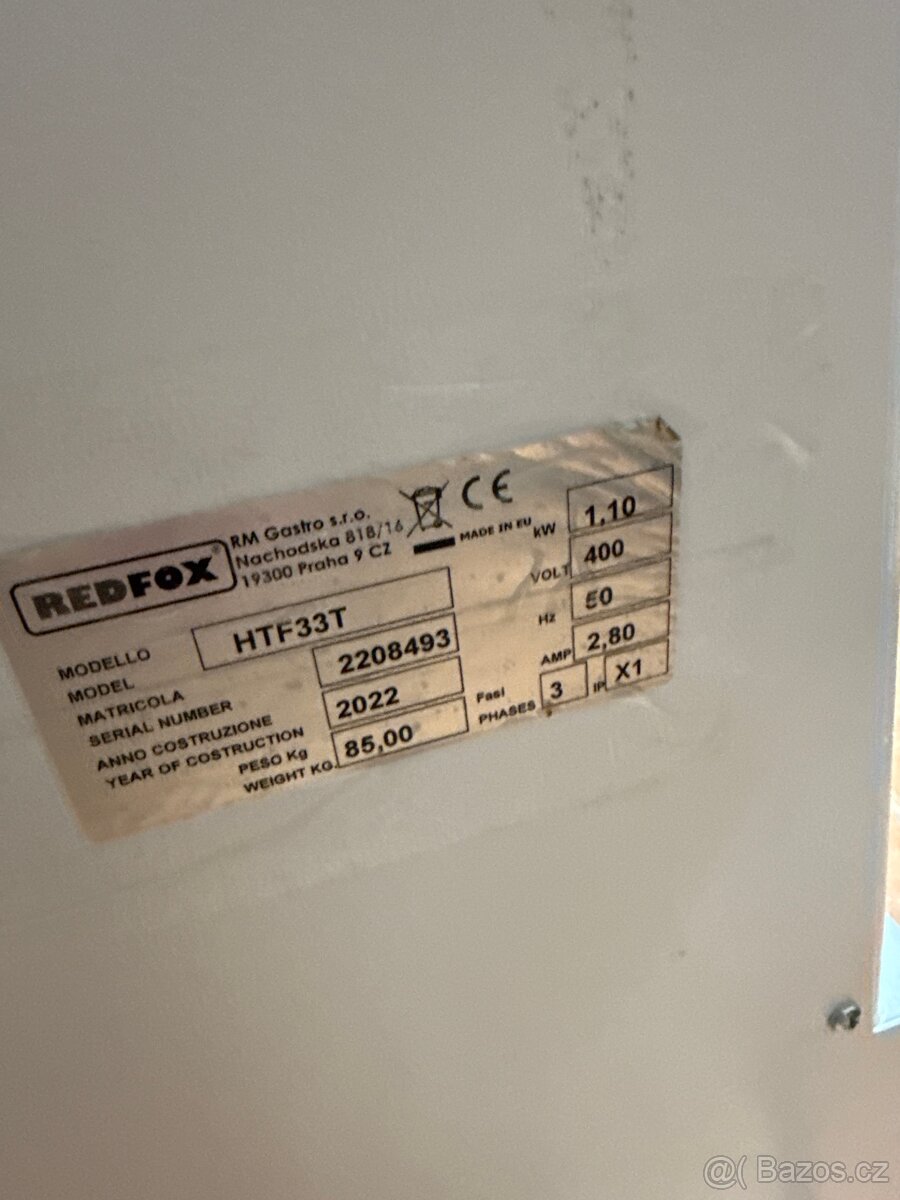 REDFOX®
RM Gastro s.r.o.
Nachodska 818/16
19300 Praha 9 CZ
CE
MADE IN EU
MODELLO
MODEL
HTF33T
MATRICOLA
SERIAL NUMBER
2208493
ANNO COSTRUZIONE
YEAR OF COSTRUCTION
2022
PESO Kg
WEIGHT KG.
85,00
kW 1,10
VOLT 400
Hz 50
AMP 2,80
Fasi
PHASES 3 IP X1
@( Bazos.cz